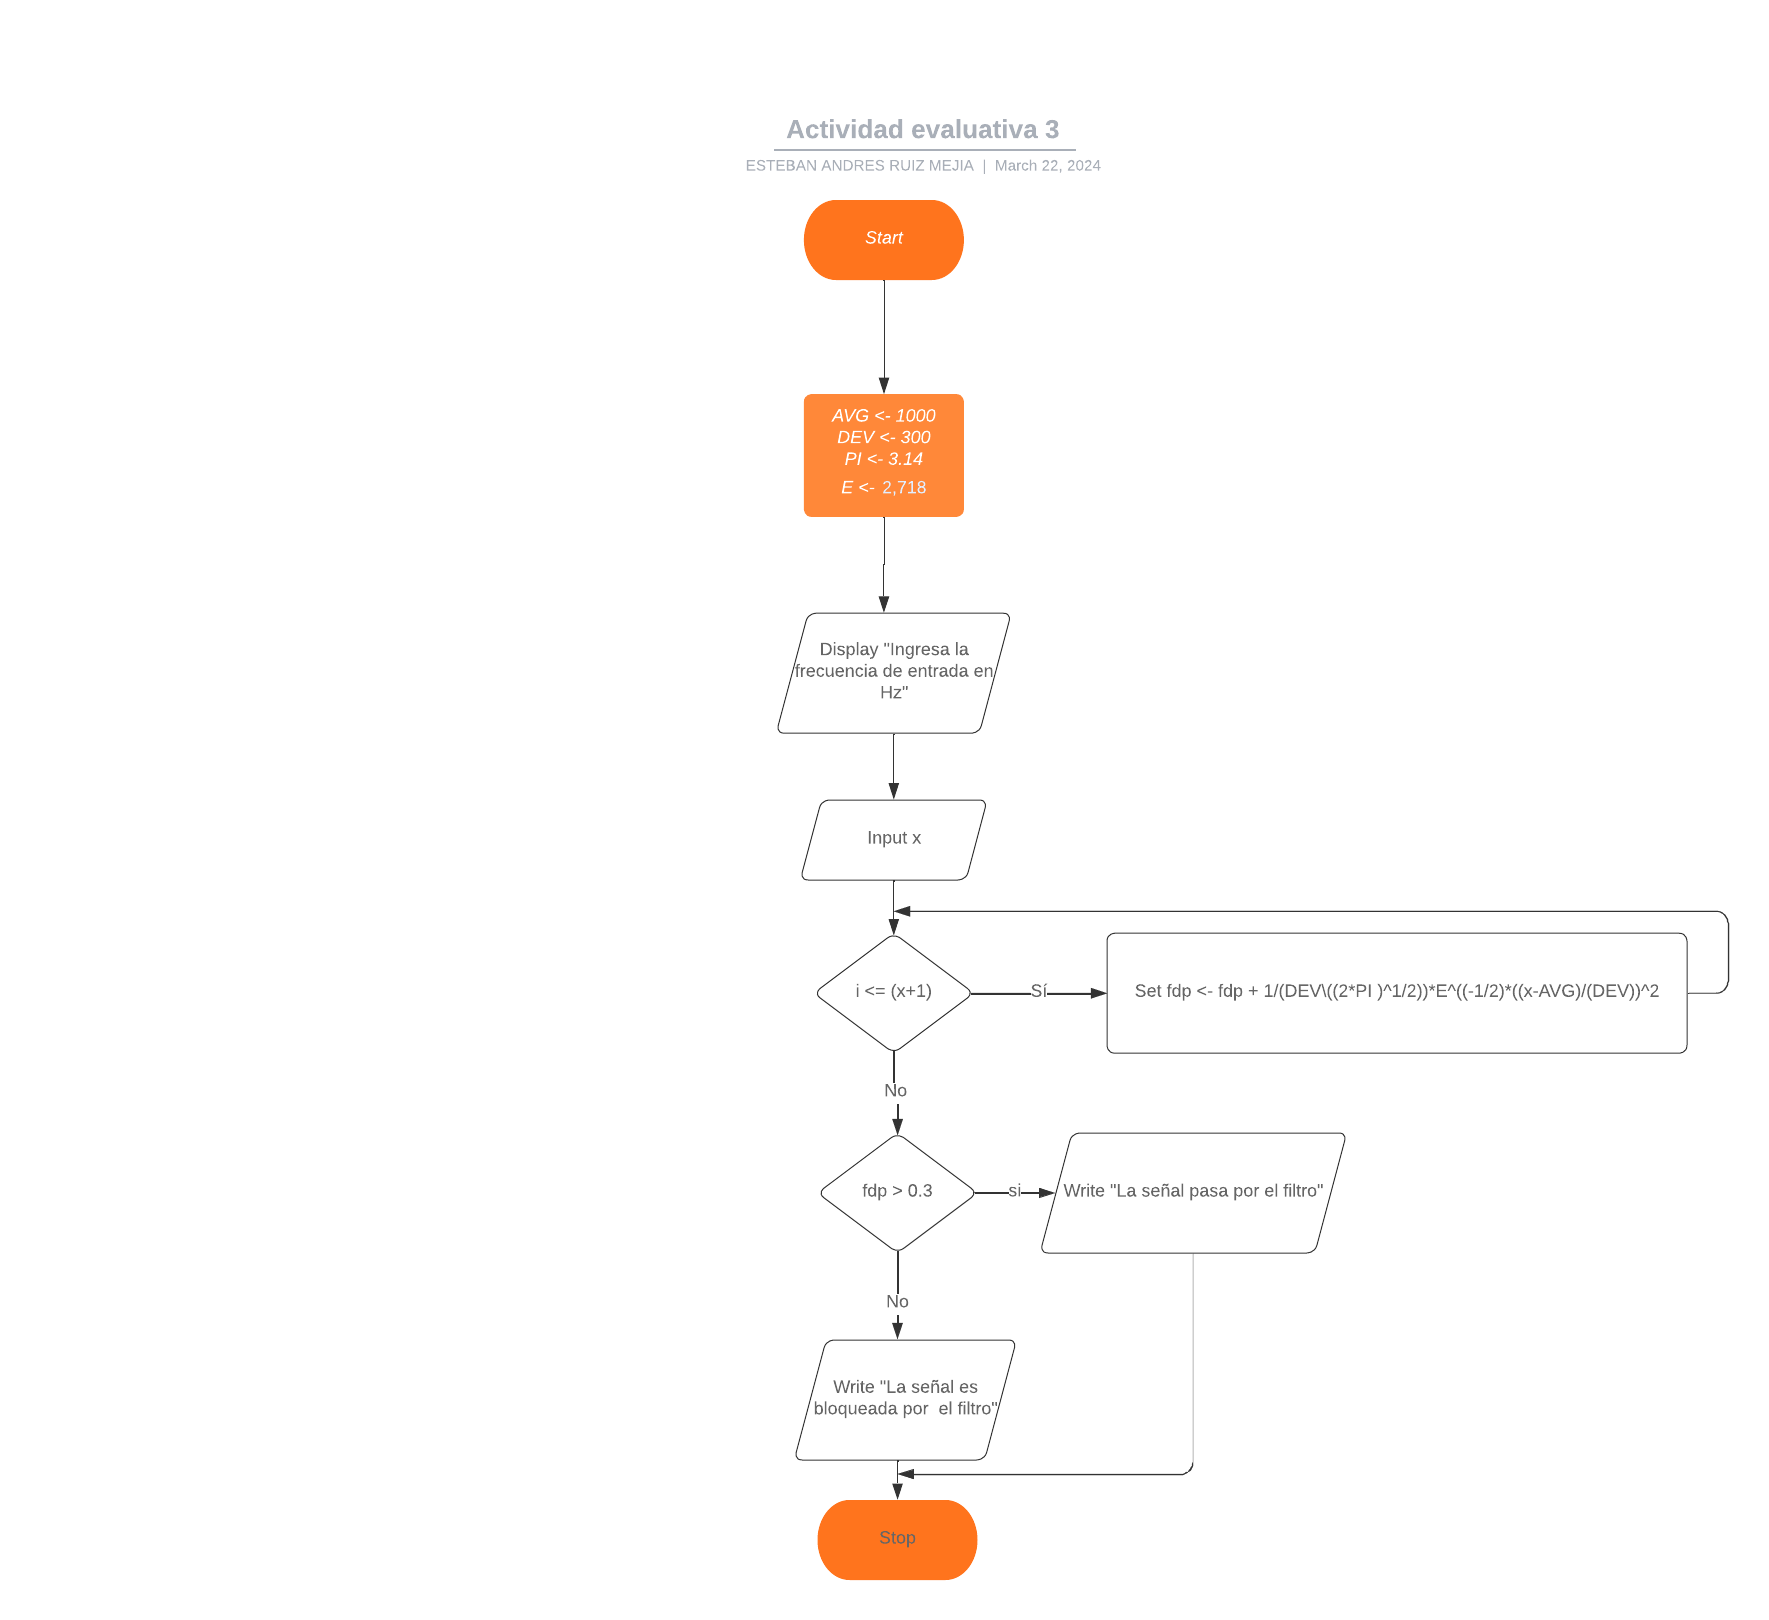 Actividad evaluativa 3
ESTEBAN ANDRES RUIZ MEJIA | March 22, 2024
Start
AVG <- 1000
DEV <- 300
PI <- 3.14
E <- 2,718
Display "Ingresa la
frecuencia de entrada en
Hz"
Input x
i <= (x+1)
Sí
Set fdp <- fdp + 1/(DEV\((2*PI )^1/2))*E^((-1/2)*((x-AVG)/(DEV))^2
No
fdp > 0.3
si
Write "La señal pasa por el filtro"
No
Write "La señal es
bloqueada por  el filtro"
Stop